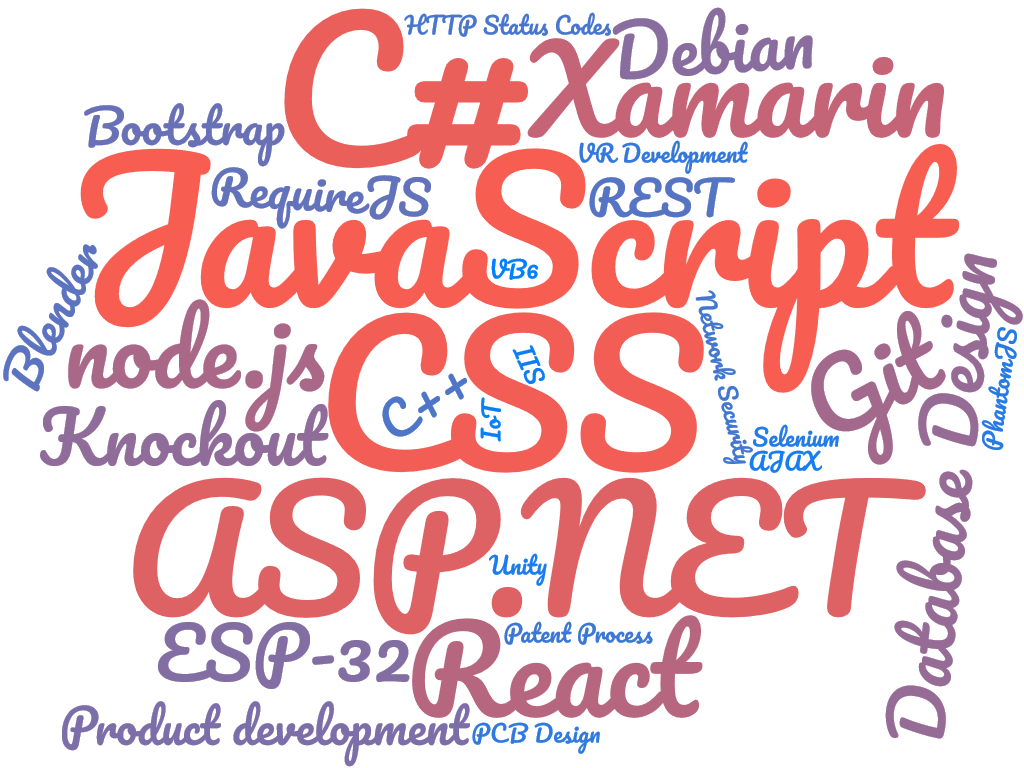 HTTP Status Codes
C#
Debian
Xamarin
Bootstrap
VR Development
RequireJS
REST
JavaScript
VB6
Blender
node.js
CSS
C++
IIS
IoT
Network Security
Git
Database Design
PhantomJS
Knockout
Selenium
AJAX
ASP.NET
Unity
ESP-32
React
Patent Process
Product development
PCB Design